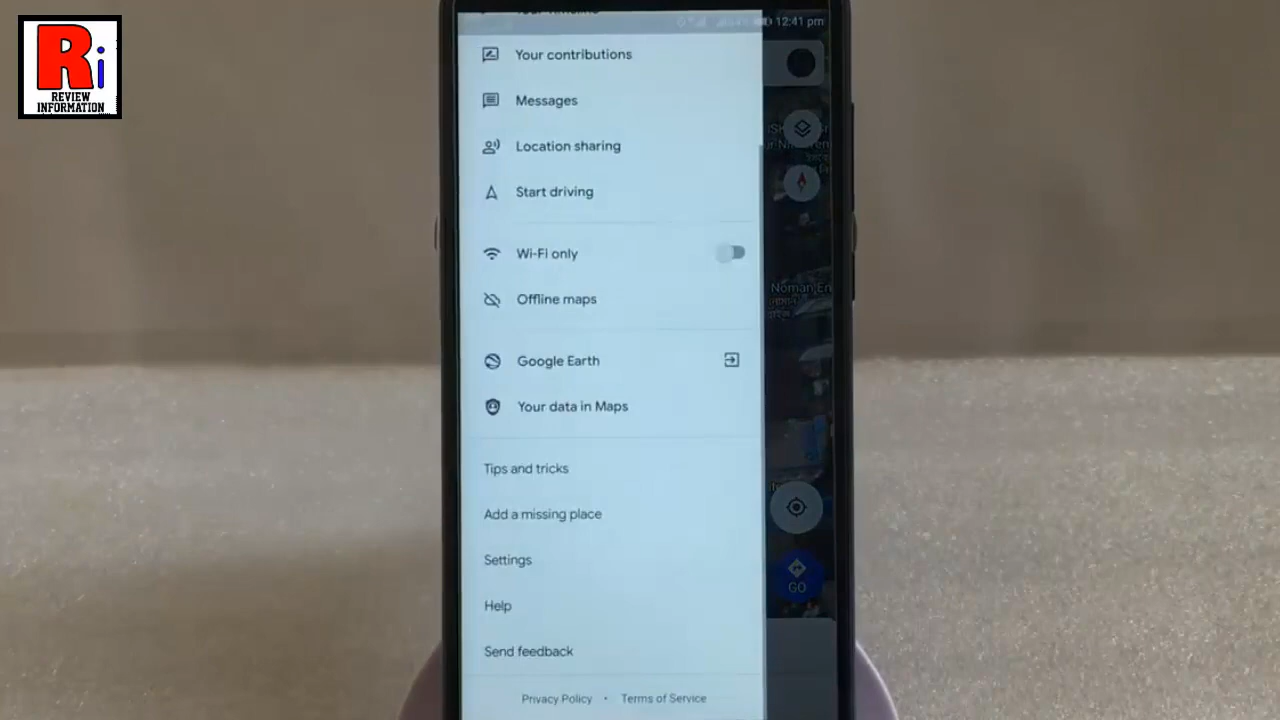 Ri
REVIEW
INFORMATION
12:41 pm
Your contributions
Messages
Location sharing
Start driving
Wi-Fi only
Offline maps
Google Earth
Your data in Maps
Tips and tricks
Add a missing place
Settings
Help
Send feedback
Privacy Policy • Terms of Service
Noman En
GO